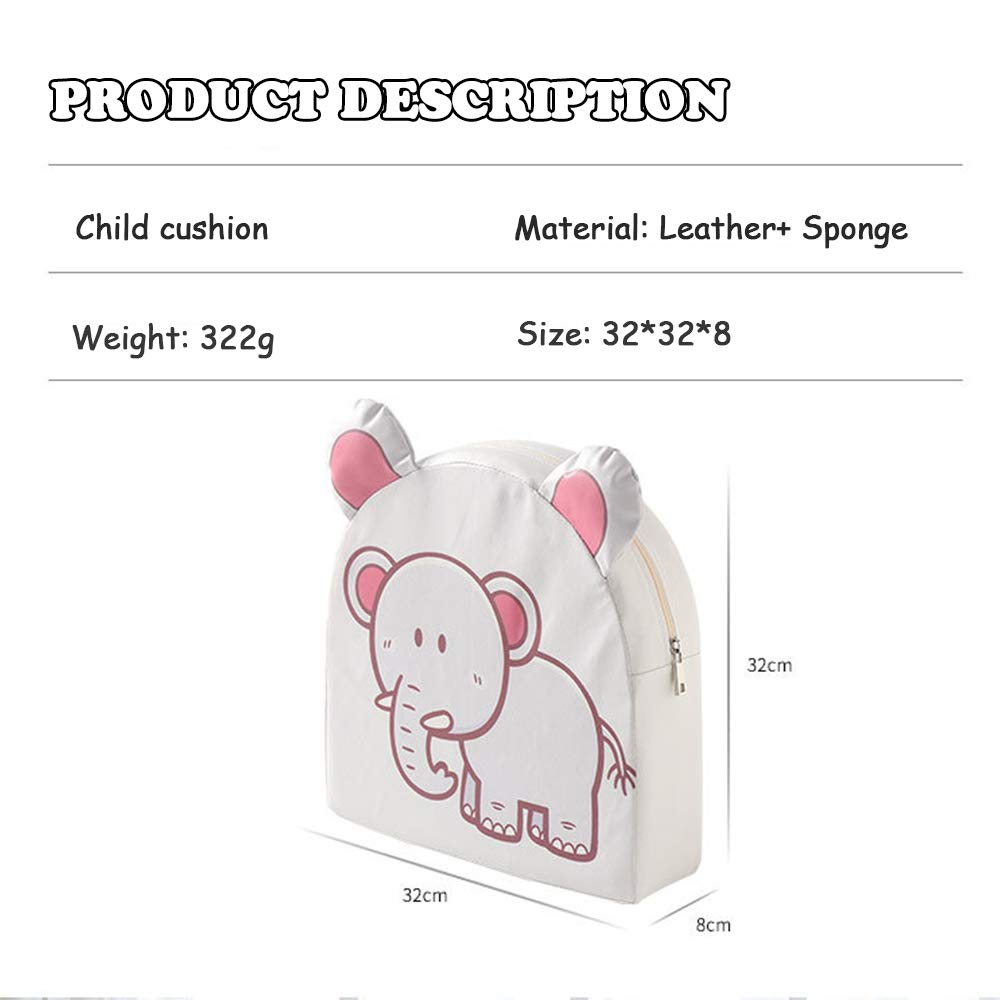 PRODUCT DESCRIPTION
Child cushion
Material: Leather+ Sponge
Weight: 322g
Size: 32*32*8
32cm
32cm
8cm